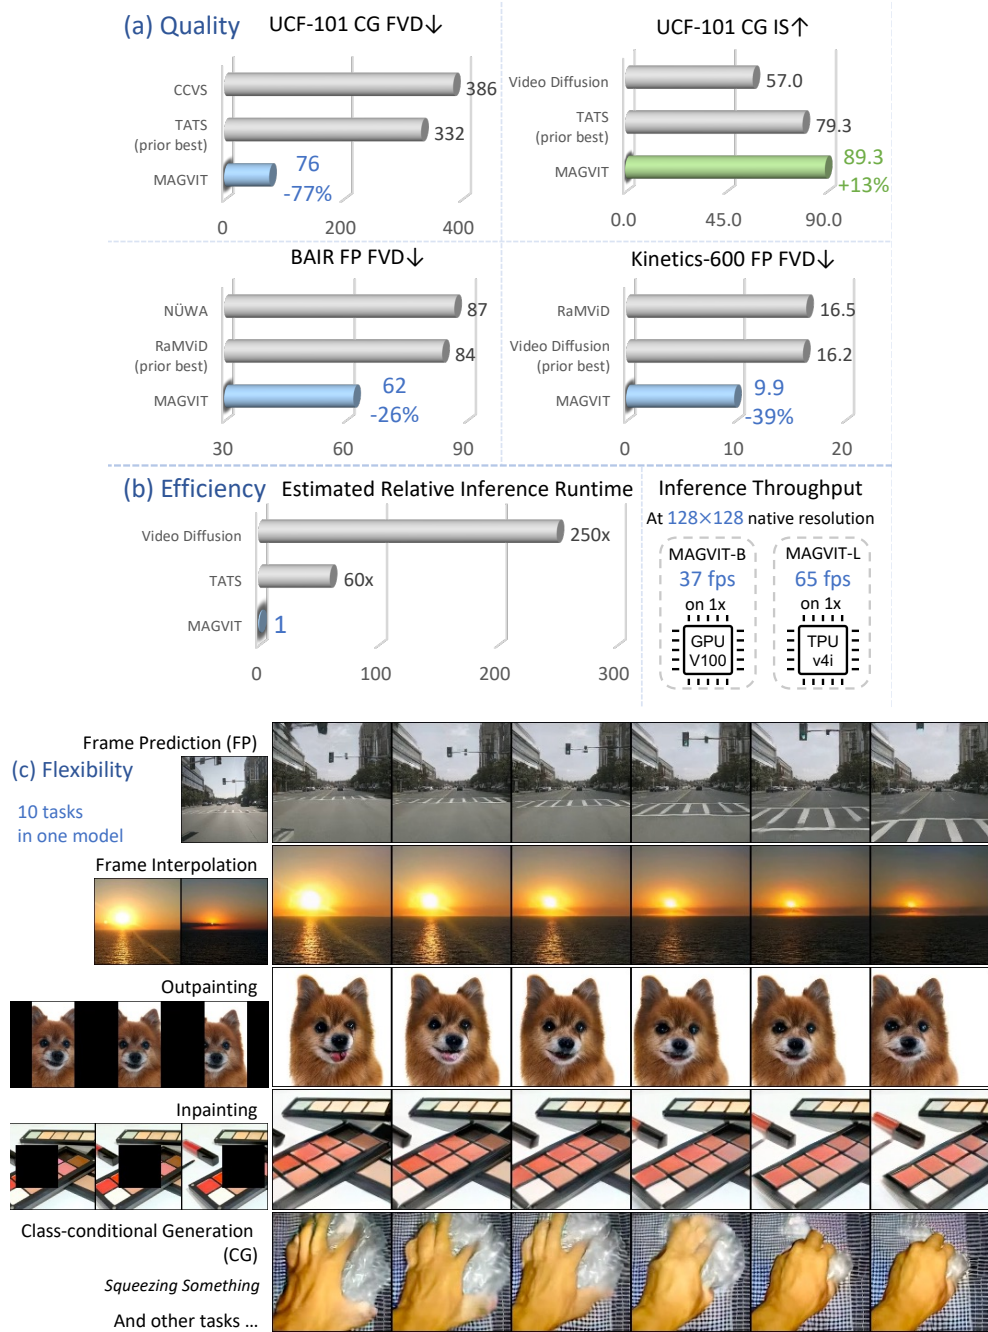 (a) Quality
UCF-101 CG FVD↓
CCVS
386
TATS
(prior best)
332
MAGVIT
76
-77%
0 200 400
UCF-101 CG IS↑
Video Diffusion
57.0
TATS
(prior best)
79.3
MAGVIT
89.3
+13%
0.0 45.0 90.0
BAIR FP FVD↓
NÜWA
87
RaMViD
(prior best)
84
MAGVIT
62
-26%
30 60 90
Kinetics-600 FP FVD↓
RaMViD
16.5
Video Diffusion
(prior best)
16.2
MAGVIT
9.9
-39%
0 10 20
(b) Efficiency
Estimated Relative Inference Runtime
Video Diffusion
250x
TATS
60x
MAGVIT
1
0 100 200 300
Inference Throughput
At 128×128 native resolution
MAGVIT-B
37 fps
on 1x
GPU
V100
MAGVIT-L
65 fps
on 1x
TPU
v4i
Frame Prediction (FP)
(c) Flexibility
10 tasks
in one model
Frame Interpolation
Outpainting
Inpainting
Class-conditional Generation
(CG)
Squeezing Something
And other tasks ...